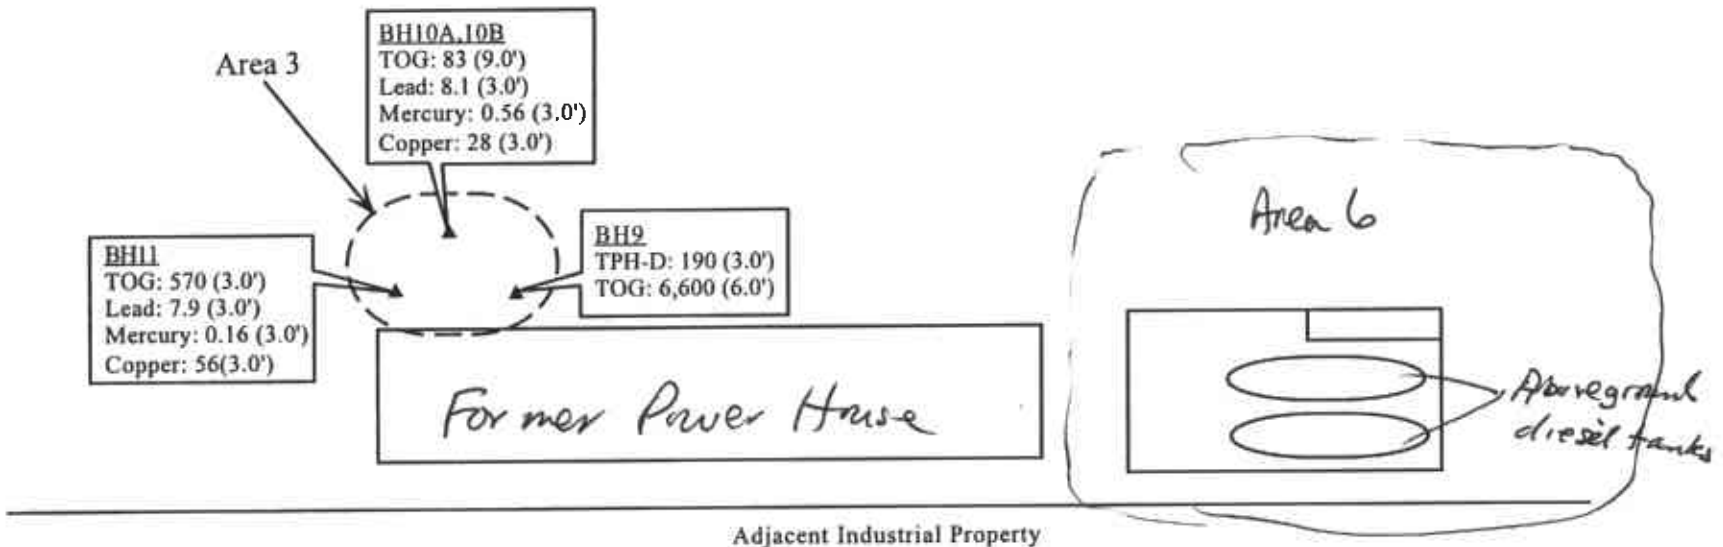 Area 3
BH10A,10B
TOG: 83 (9.0')
Lead: 8.1 (3.0')
Mercury: 0.56 (3.0')
Copper: 28 (3.0')
BH11
TOG: 570 (3.0')
Lead: 7.9 (3.0')
Mercury: 0.16 (3.0')
Copper: 56(3.0')
BH9
TPH-D: 190 (3.0')
TOG: 6,600 (6.0')
Area 6
Former Power House
Aboveground
diesel tanks
Adjacent Industrial Property